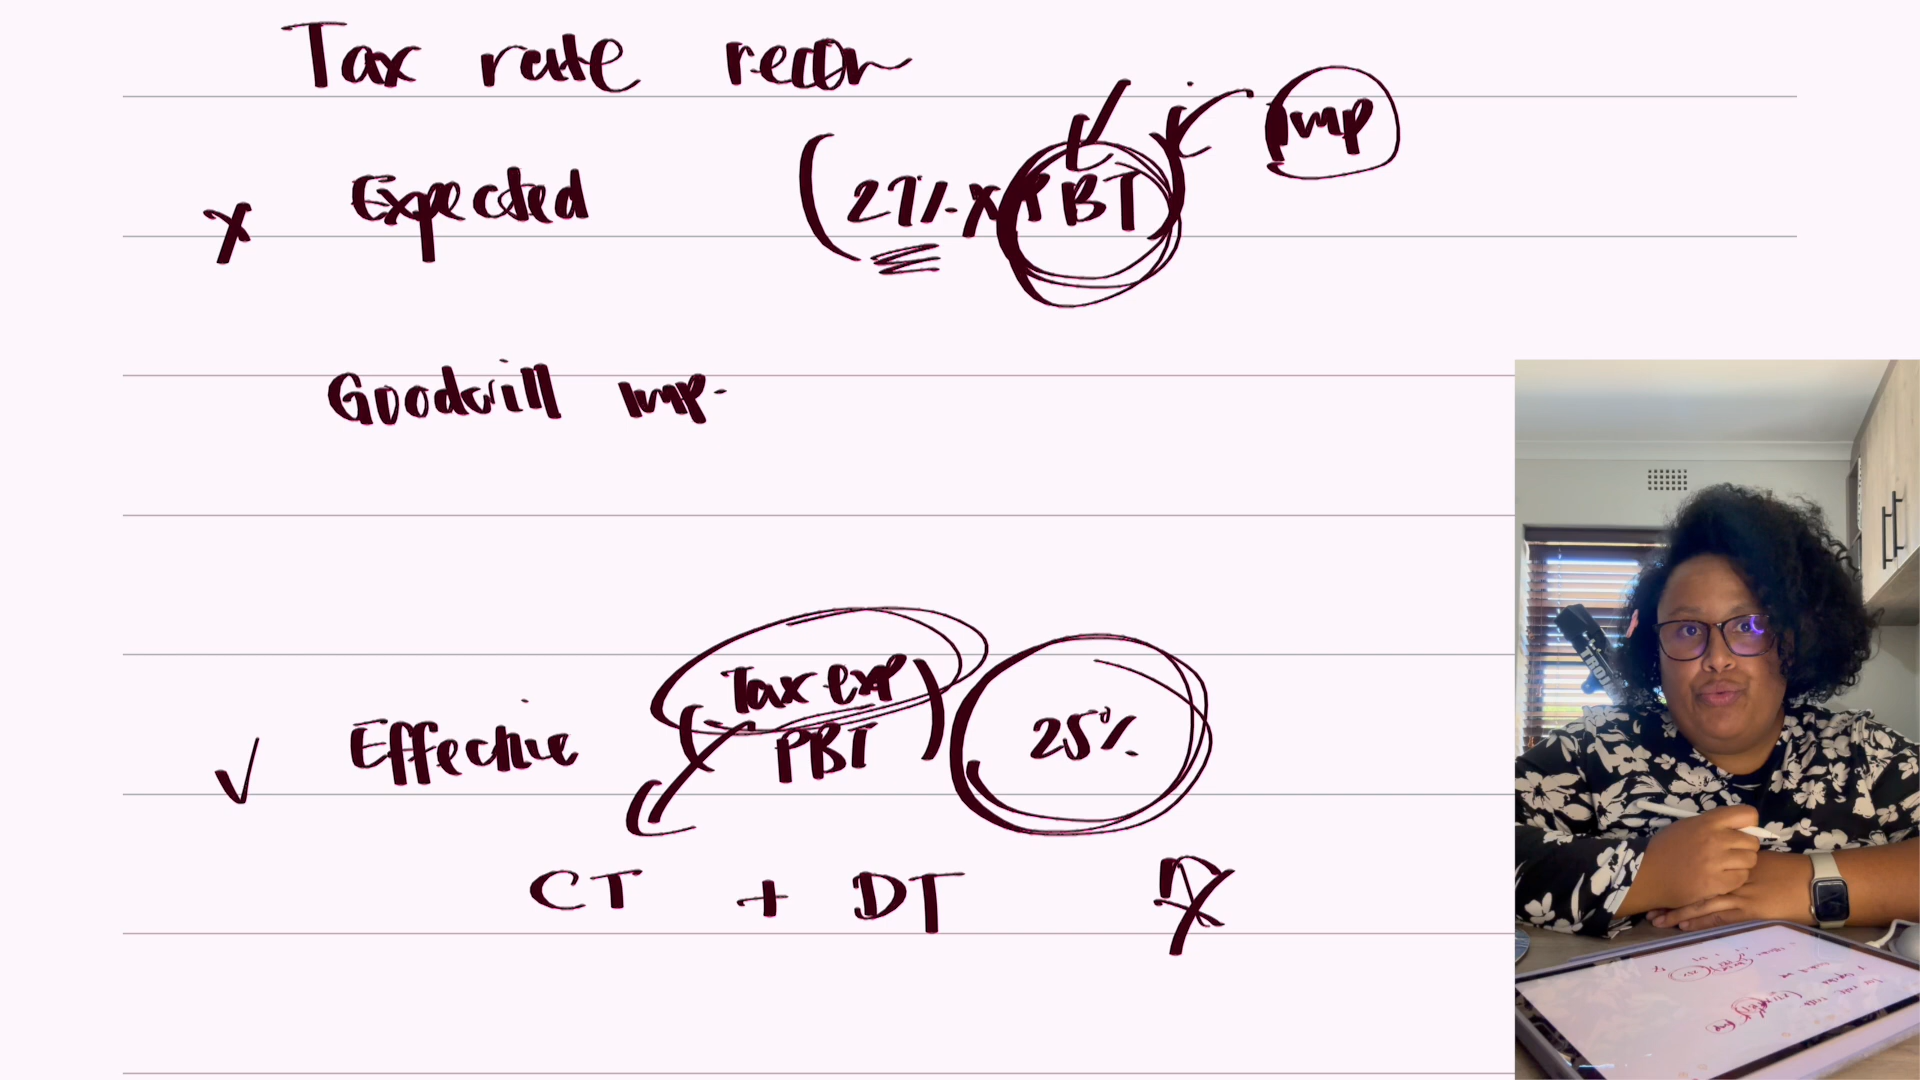 Tax rate recon
imp
x Expected (27% x PBT)
Goodwill imp.
✓ Effective (Tax exp / PBT) 25%
CT + DT